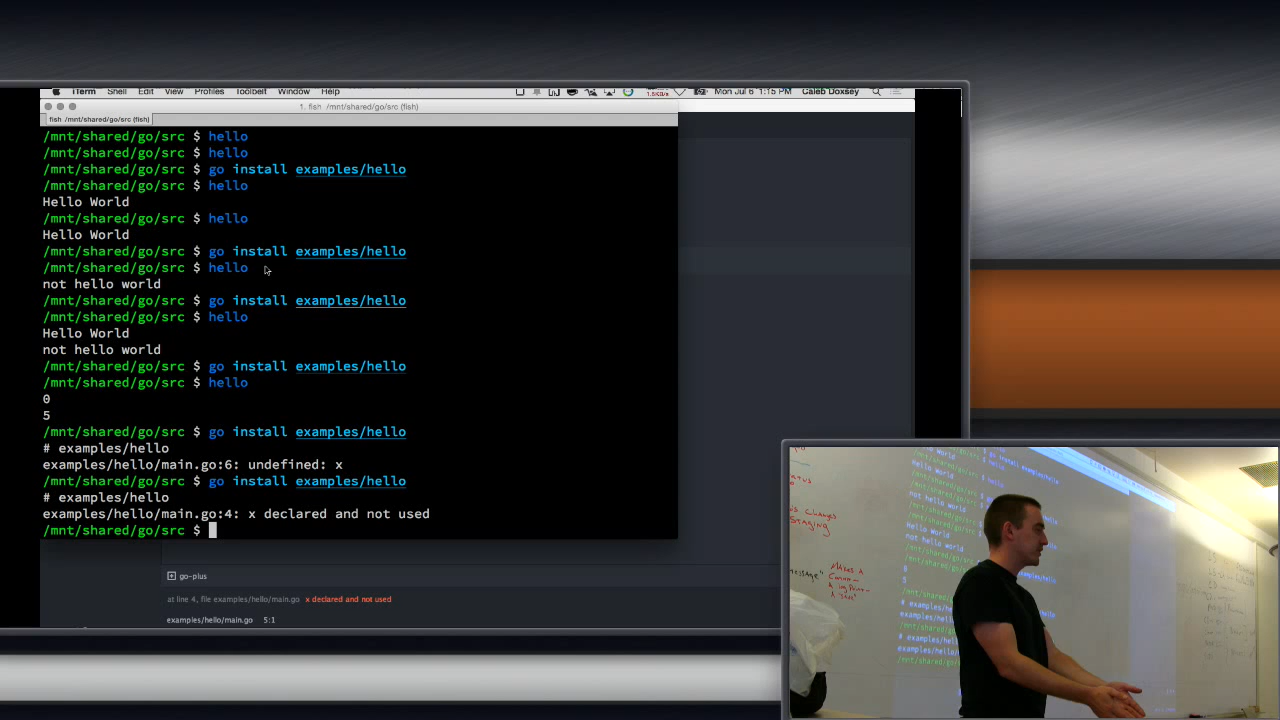 iTerm Shell Edit View Profiles Toolbelt Window Help Mon Jul 6 1:15 PM Caleb Doxsey
1. fish /mnt/shared/go/src (fish)
fish /mnt/shared/go/src (fish)
/mnt/shared/go/src $ hello
/mnt/shared/go/src $ hello
/mnt/shared/go/src $ go install examples/hello
/mnt/shared/go/src $ hello
Hello World
/mnt/shared/go/src $ hello
Hello World
/mnt/shared/go/src $ go install examples/hello
/mnt/shared/go/src $ hello
not hello world
/mnt/shared/go/src $ go install examples/hello
/mnt/shared/go/src $ hello
Hello World
not hello world
/mnt/shared/go/src $ go install examples/hello
/mnt/shared/go/src $ hello
0
5
/mnt/shared/go/src $ go install examples/hello
# examples/hello
examples/hello/main.go:6: undefined: x
/mnt/shared/go/src $ go install examples/hello
# examples/hello
examples/hello/main.go:4: x declared and not used
/mnt/shared/go/src $
go-plus
at line 4, file examples/hello/main.go x declared and not used
examples/hello/main.go 5:1
CHANGES
STAGING
MAKES A